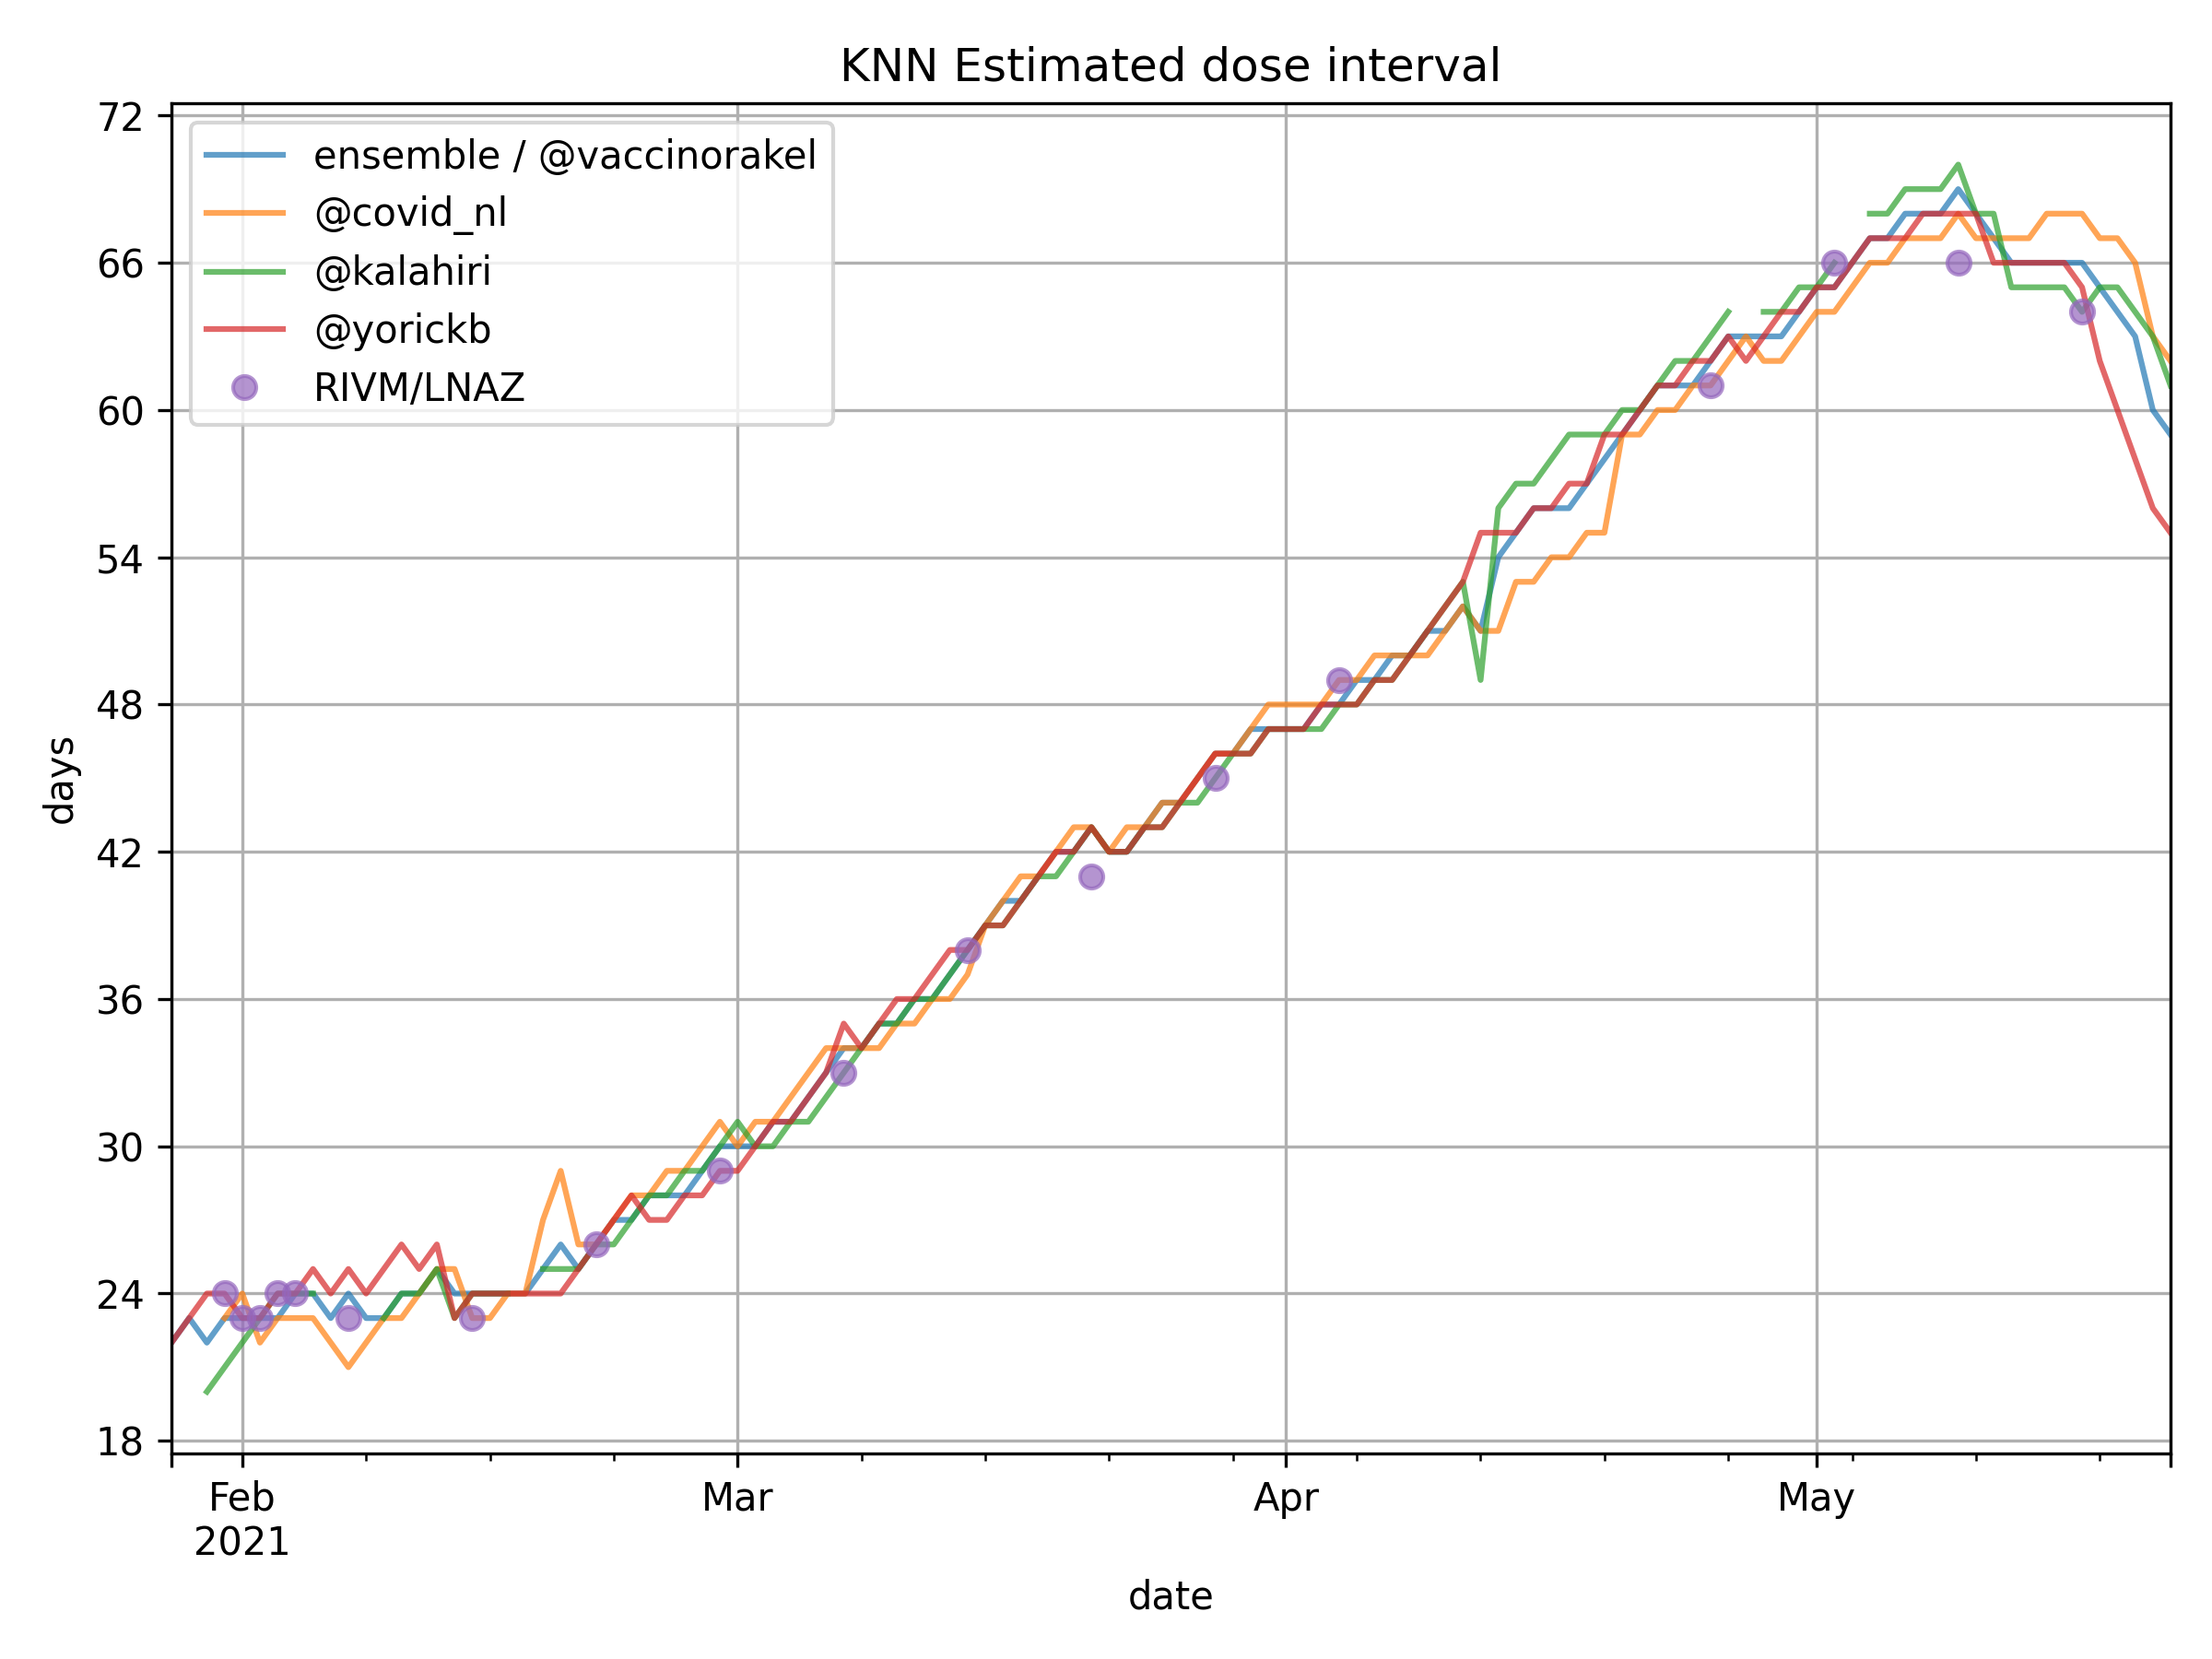 KNN Estimated dose interval
72
66
60
54
48
42
36
30
24
18
days
ensemble / @vaccinorakel
@covid_nl
@kalahiri
@yorickb
RIVM/LNAZ
Feb
2021
Mar
Apr
May
date